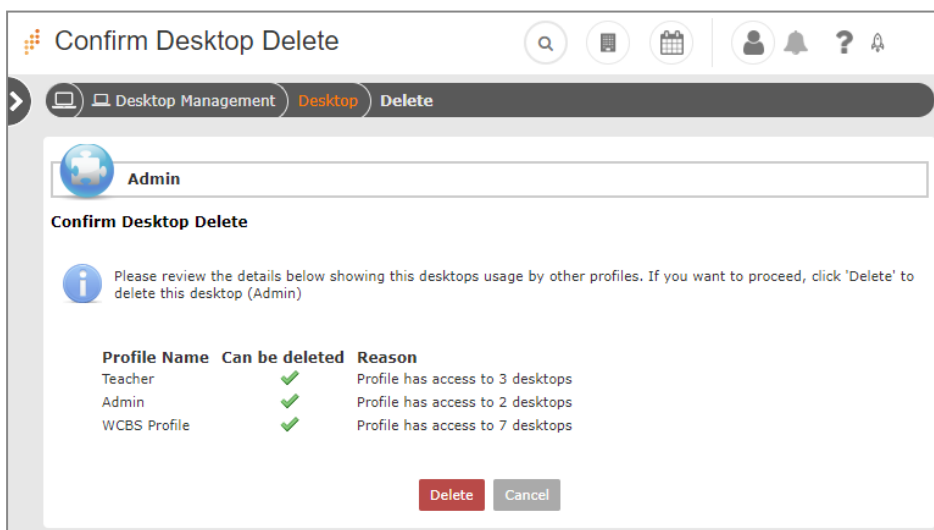 Confirm Desktop Delete
Desktop Management Desktop Delete
Admin
Confirm Desktop Delete
Please review the details below showing this desktops usage by other profiles. If you want to proceed, click 'Delete' to
delete this desktop (Admin)
Profile Name Can be deleted Reason
Teacher Profile has access to 3 desktops
Admin Profile has access to 2 desktops
WCBS Profile Profile has access to 7 desktops
Delete Cancel